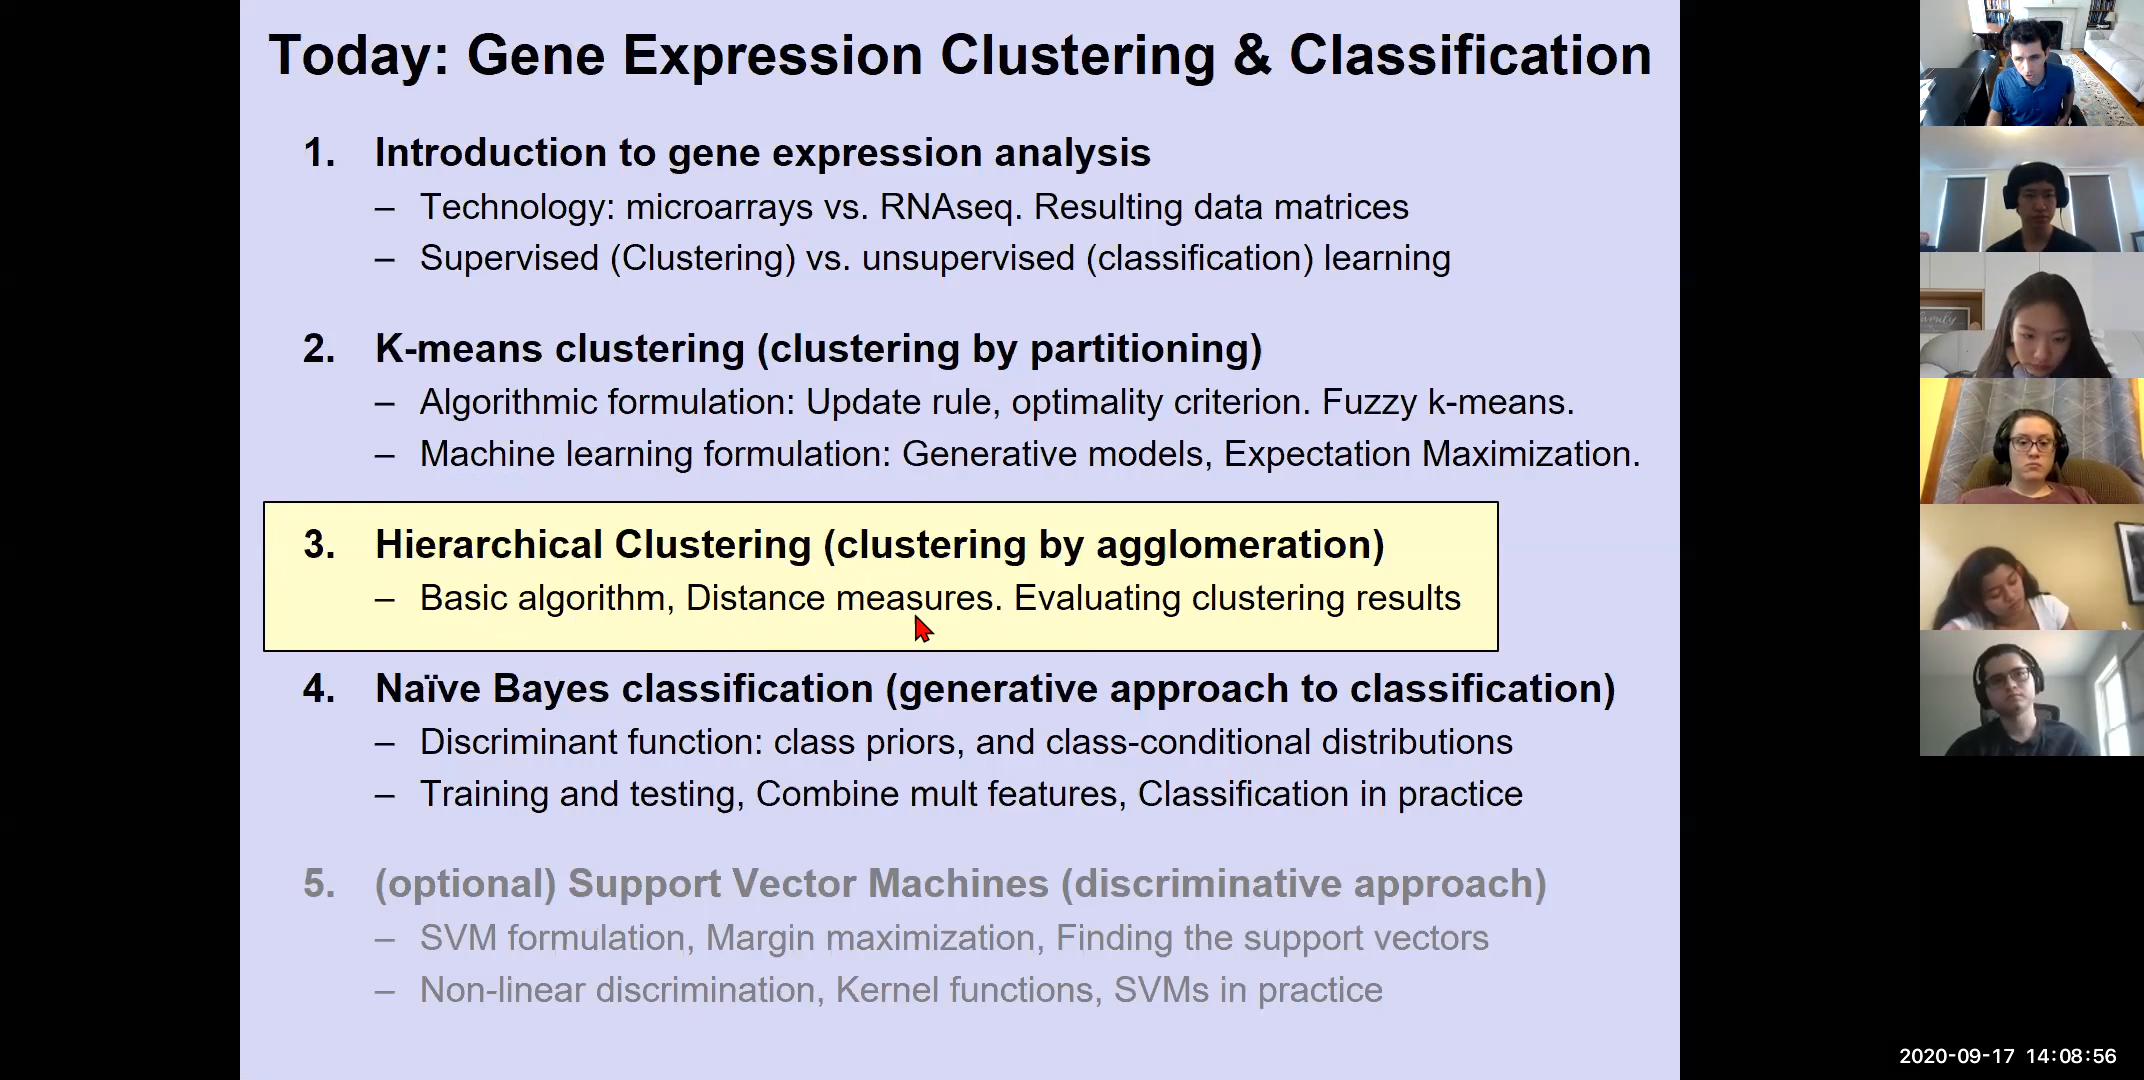 Today: Gene Expression Clustering & Classification
1. Introduction to gene expression analysis
– Technology: microarrays vs. RNAseq. Resulting data matrices
– Supervised (Clustering) vs. unsupervised (classification) learning
2. K-means clustering (clustering by partitioning)
– Algorithmic formulation: Update rule, optimality criterion. Fuzzy k-means.
– Machine learning formulation: Generative models, Expectation Maximization.
3. Hierarchical Clustering (clustering by agglomeration)
– Basic algorithm, Distance measures. Evaluating clustering results
4. Naïve Bayes classification (generative approach to classification)
– Discriminant function: class priors, and class-conditional distributions
– Training and testing, Combine mult features, Classification in practice
5. (optional) Support Vector Machines (discriminative approach)
– SVM formulation, Margin maximization, Finding the support vectors
– Non-linear discrimination, Kernel functions, SVMs in practice
family
2020-09-17 14:08:56